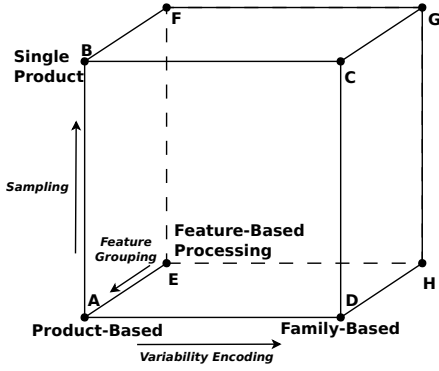 F
G
B
Single
Product
C
Sampling
Feature
Grouping
Feature-Based
Processing
E
H
A
D
Product-Based
Family-Based
Variability Encoding